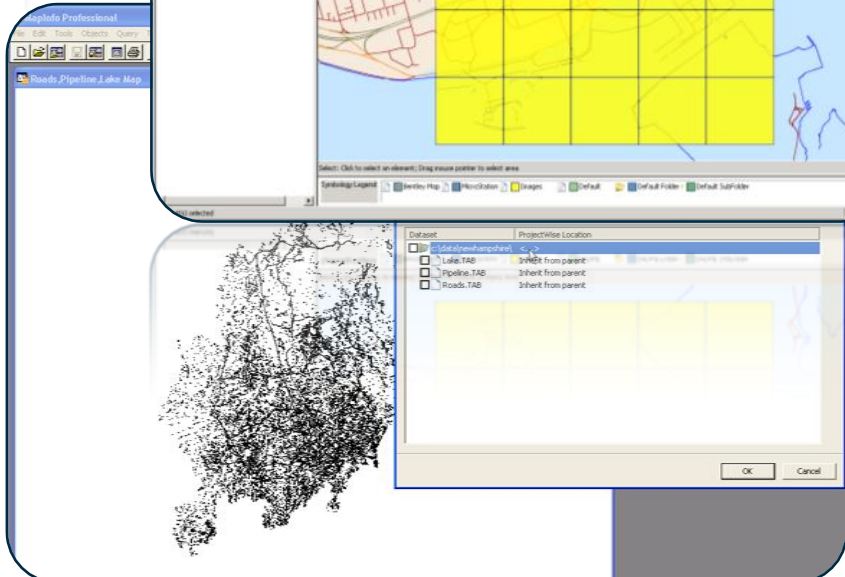 MapInfo Professional
File Edit Tools Objects Query
Roads,Pipeline,Lake Map
Select: Click to select an element; Drag mouse pointer to select area
Symbology Legend Bentley Map MicroStation Images Default Default Folder Default SubFolder
selected
Dataset ProjectWise Location
c:\data\newhampshire\ <...>
Lake.TAB Inherit from parent
Pipeline.TAB Inherit from parent
Roads.TAB Inherit from parent
OK Cancel